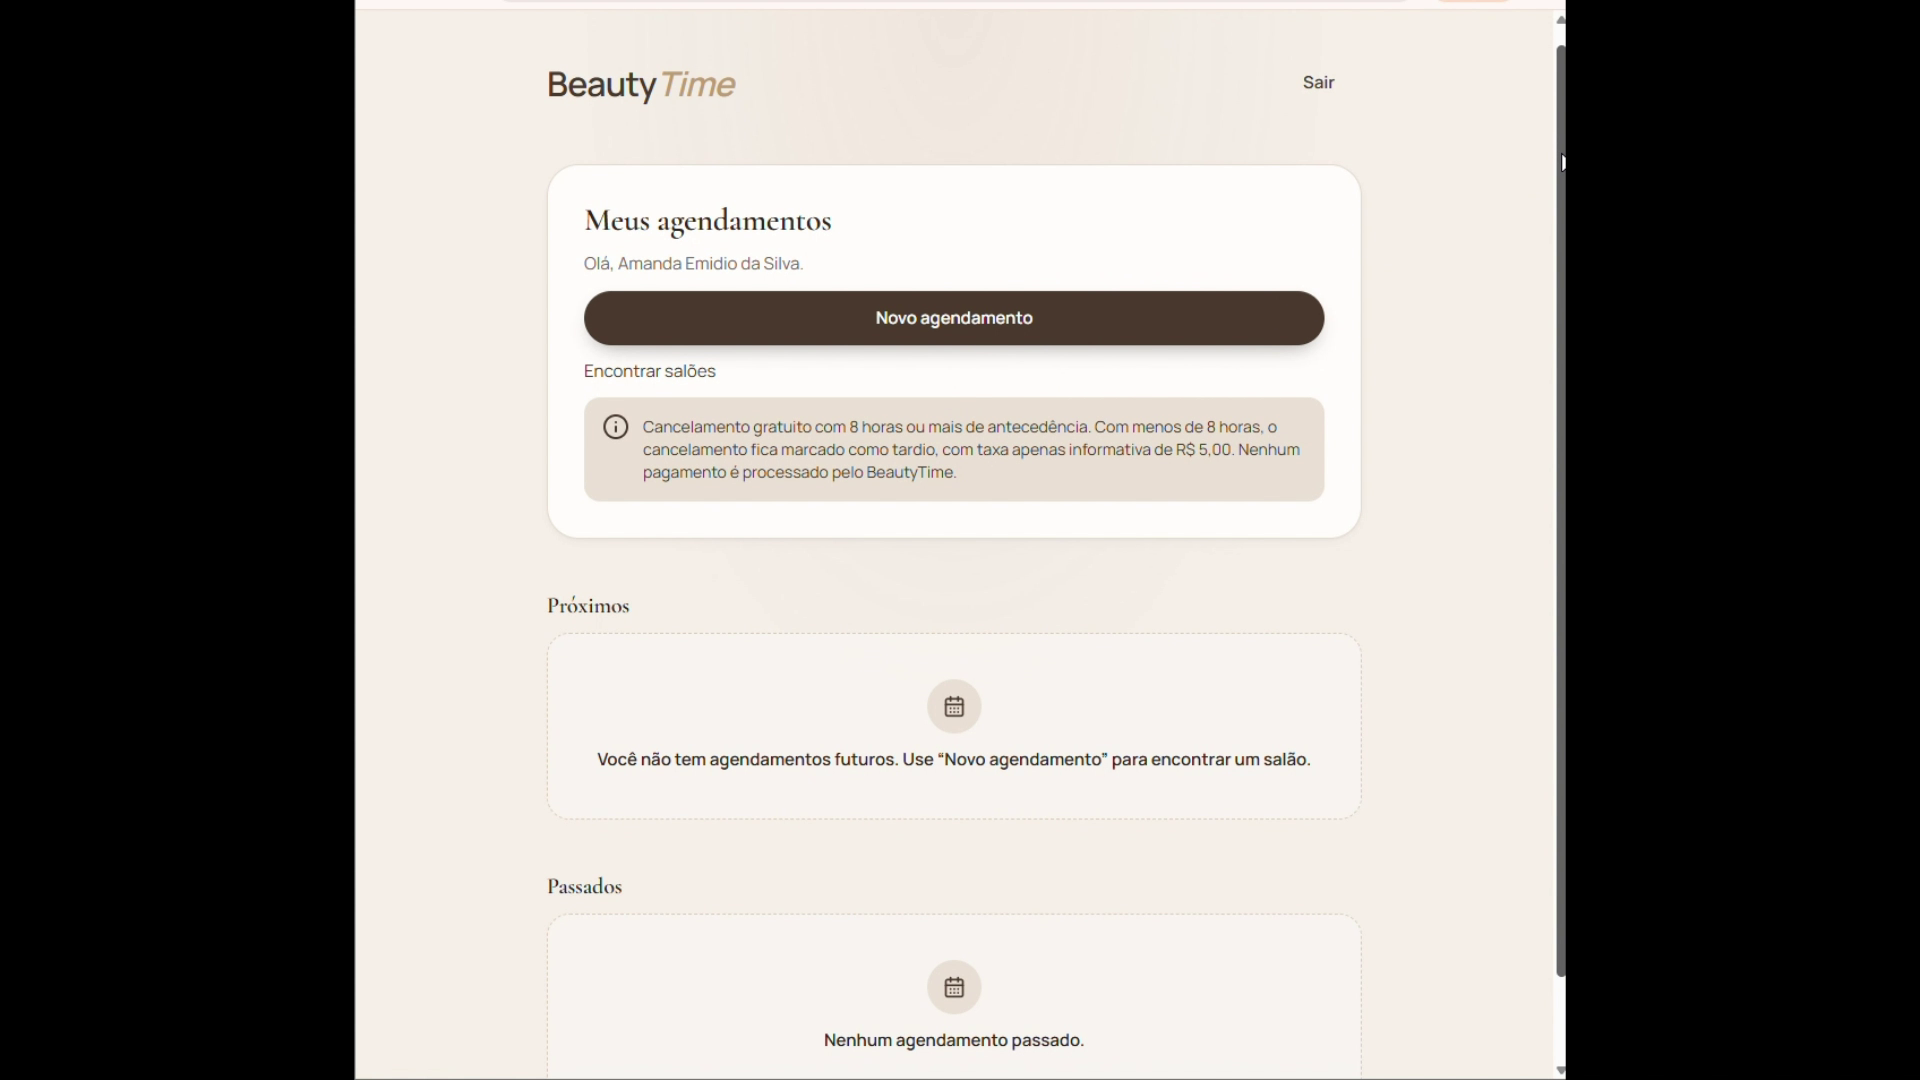 BeautyTime
Sair
Meus agendamentos
Olá, Amanda Emidio da Silva.
Novo agendamento
Encontrar salões
Cancelamento gratuito com 8 horas ou mais de antecedência. Com menos de 8 horas, o
cancelamento fica marcado como tardio, com taxa apenas informativa de R$ 5,00. Nenhum
pagamento é processado pelo BeautyTime.
Próximos
Você não tem agendamentos futuros. Use “Novo agendamento” para encontrar um salão.
Passados
Nenhum agendamento passado.